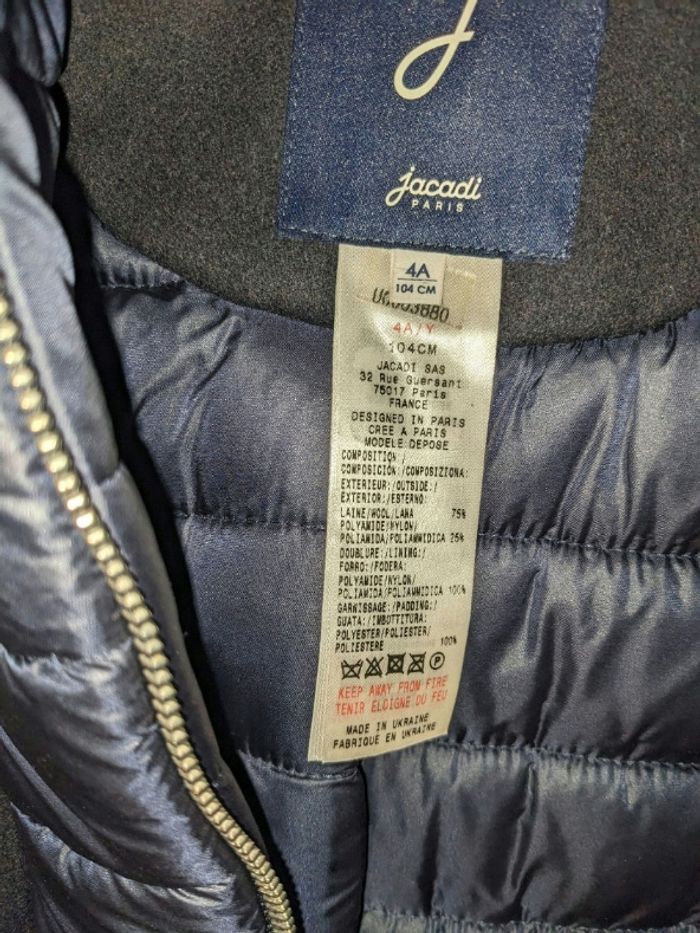 j
jacadi
PARIS
4A
104 CM
4A/Y
104CM
JACADI SAS
32 Rue Guersant
75017 Paris
FRANCE
DESIGNED IN PARIS
CREE A PARIS
MODELE DEPOSE
COMPOSITION:/
COMPOSICIÓN:/COMPOSIZIONA:
EXTERIEUR:/OUTSIDE:/
EXTERIOR:/ESTERNO:
LAINE/WOOL/LANA 75%
POLYAMIDE/NYLON/
POLIAMIDA/POLIAMMIDICA 25%
DOUBLURE:/LINING:/
FORRO:/FODERA:
POLYAMIDE/NYLON/
POLIAMIDA/POLIAMMIDICA 100%
GARNISSAGE:/PADDING:/
GUATA:/IMBOTTITURA:
POLYESTER/POLIESTER/
POLIESTERE 100%
P
KEEP AWAY FROM FIRE
TENIR ELOIGNE DU FEU
MADE IN UKRAINE
FABRIQUE EN UKRAINE